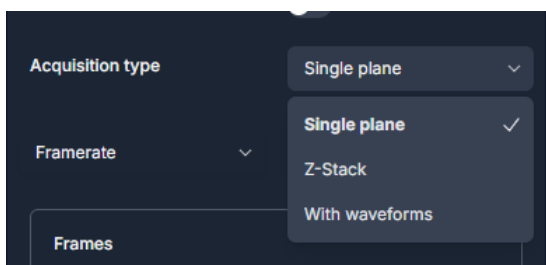 Acquisition type
Single plane
Single plane
Framerate
Z-Stack
With waveforms
Frames